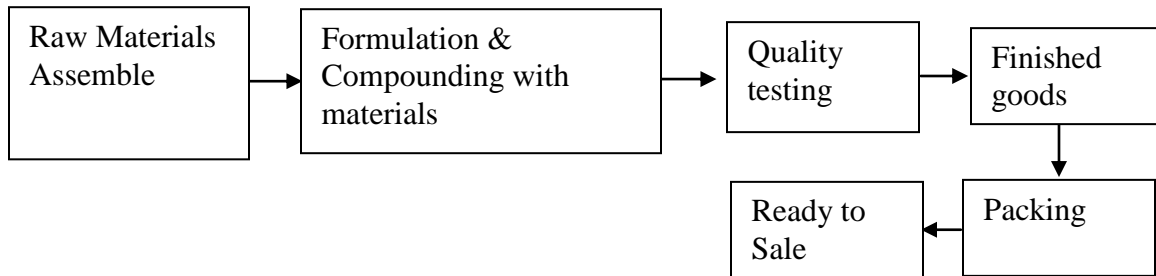 Raw Materials
Assemble
Formulation &
Compounding with
materials
Quality
testing
Finished
goods
Packing
Ready to
Sale